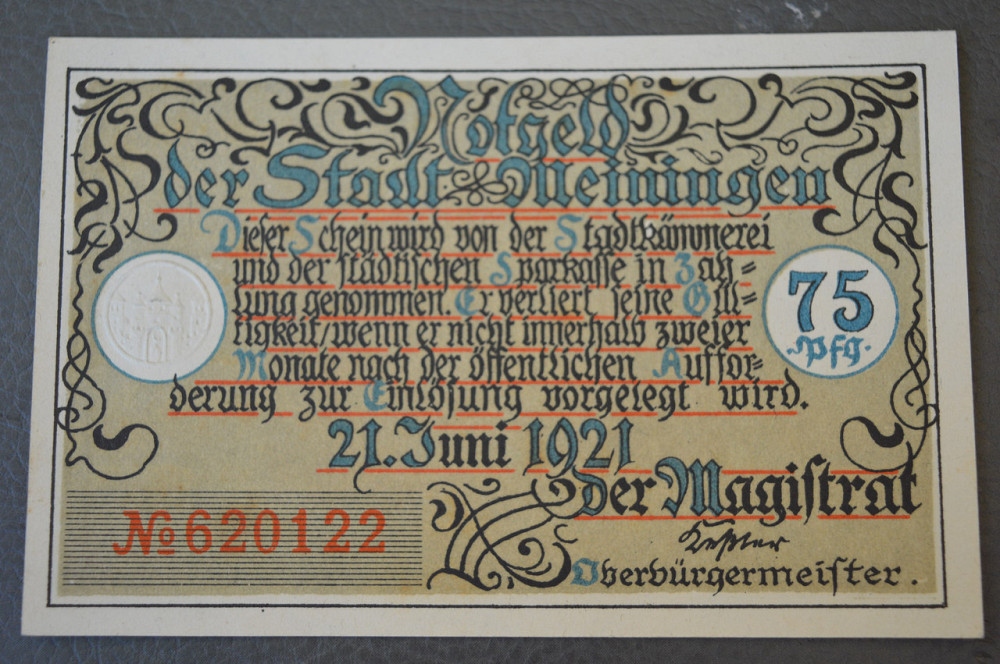 Notgeld
der Stadt Meiningen
Dieser Schein wird von der Stadtkämmerei
und der städtischen Sparkasse in Zah=
lung genommen Er verliert seine Gül=
tigkeit, wenn er nicht innerhalb zweier
Monate nach der öffentlichen Auffor=
derung zur Einlösung vorgelegt wird.
75
Pfg.
21. Juni 1921
der Magistrat
Keßler
Oberbürgermeister.
№ 620122